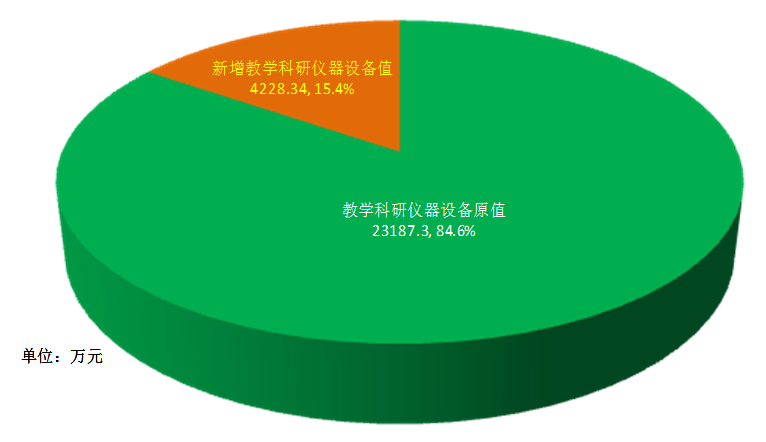 新增教学科研仪器设备值
4228.34, 15.4%
教学科研仪器设备原值
23187.3, 84.6%
单位：万元